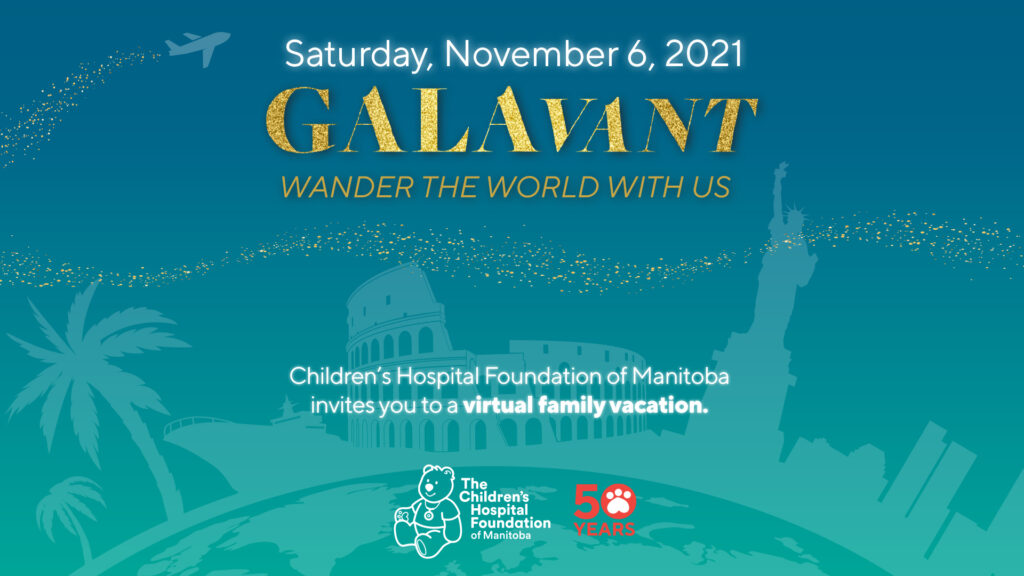 Saturday, November 6, 2021
GALAVANT
WANDER THE WORLD WITH US
Children's Hospital Foundation of Manitoba
invites you to a virtual family vacation.
The
Children's
Hospital
Foundation
of Manitoba
50
YEARS